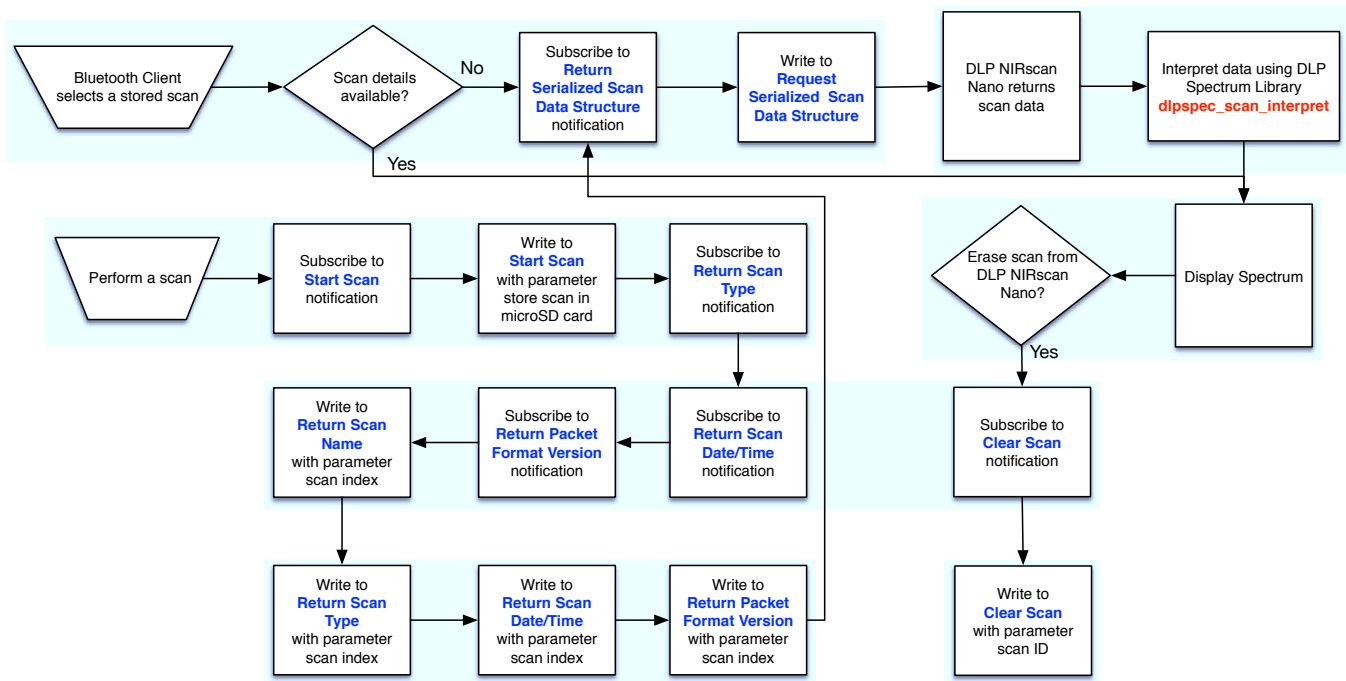 Bluetooth Client
selects a stored scan
Scan details
available?
No
Yes
Subscribe to
Return
Serialized Scan
Data Structure
notification
Write to
Request
Serialized Scan
Data Structure
DLP NIRscan
Nano returns
scan data
Interpret data using DLP
Spectrum Library
dlpspec_scan_interpret
Perform a scan
Subscribe to
Start Scan
notification
Write to
Start Scan
with parameter
store scan in
microSD card
Subscribe to
Return Scan
Type
notification
Erase scan from
DLP NIRscan
Nano?
Yes
Display Spectrum
Write to
Return Scan
Name
with parameter
scan index
Subscribe to
Return Packet
Format Version
notification
Subscribe to
Return Scan
Date/Time
notification
Subscribe to
Clear Scan
notification
Write to
Return Scan
Type
with parameter
scan index
Write to
Return Scan
Date/Time
with parameter
scan index
Write to
Return Packet
Format Version
with parameter
scan index
Write to
Clear Scan
with parameter
scan ID